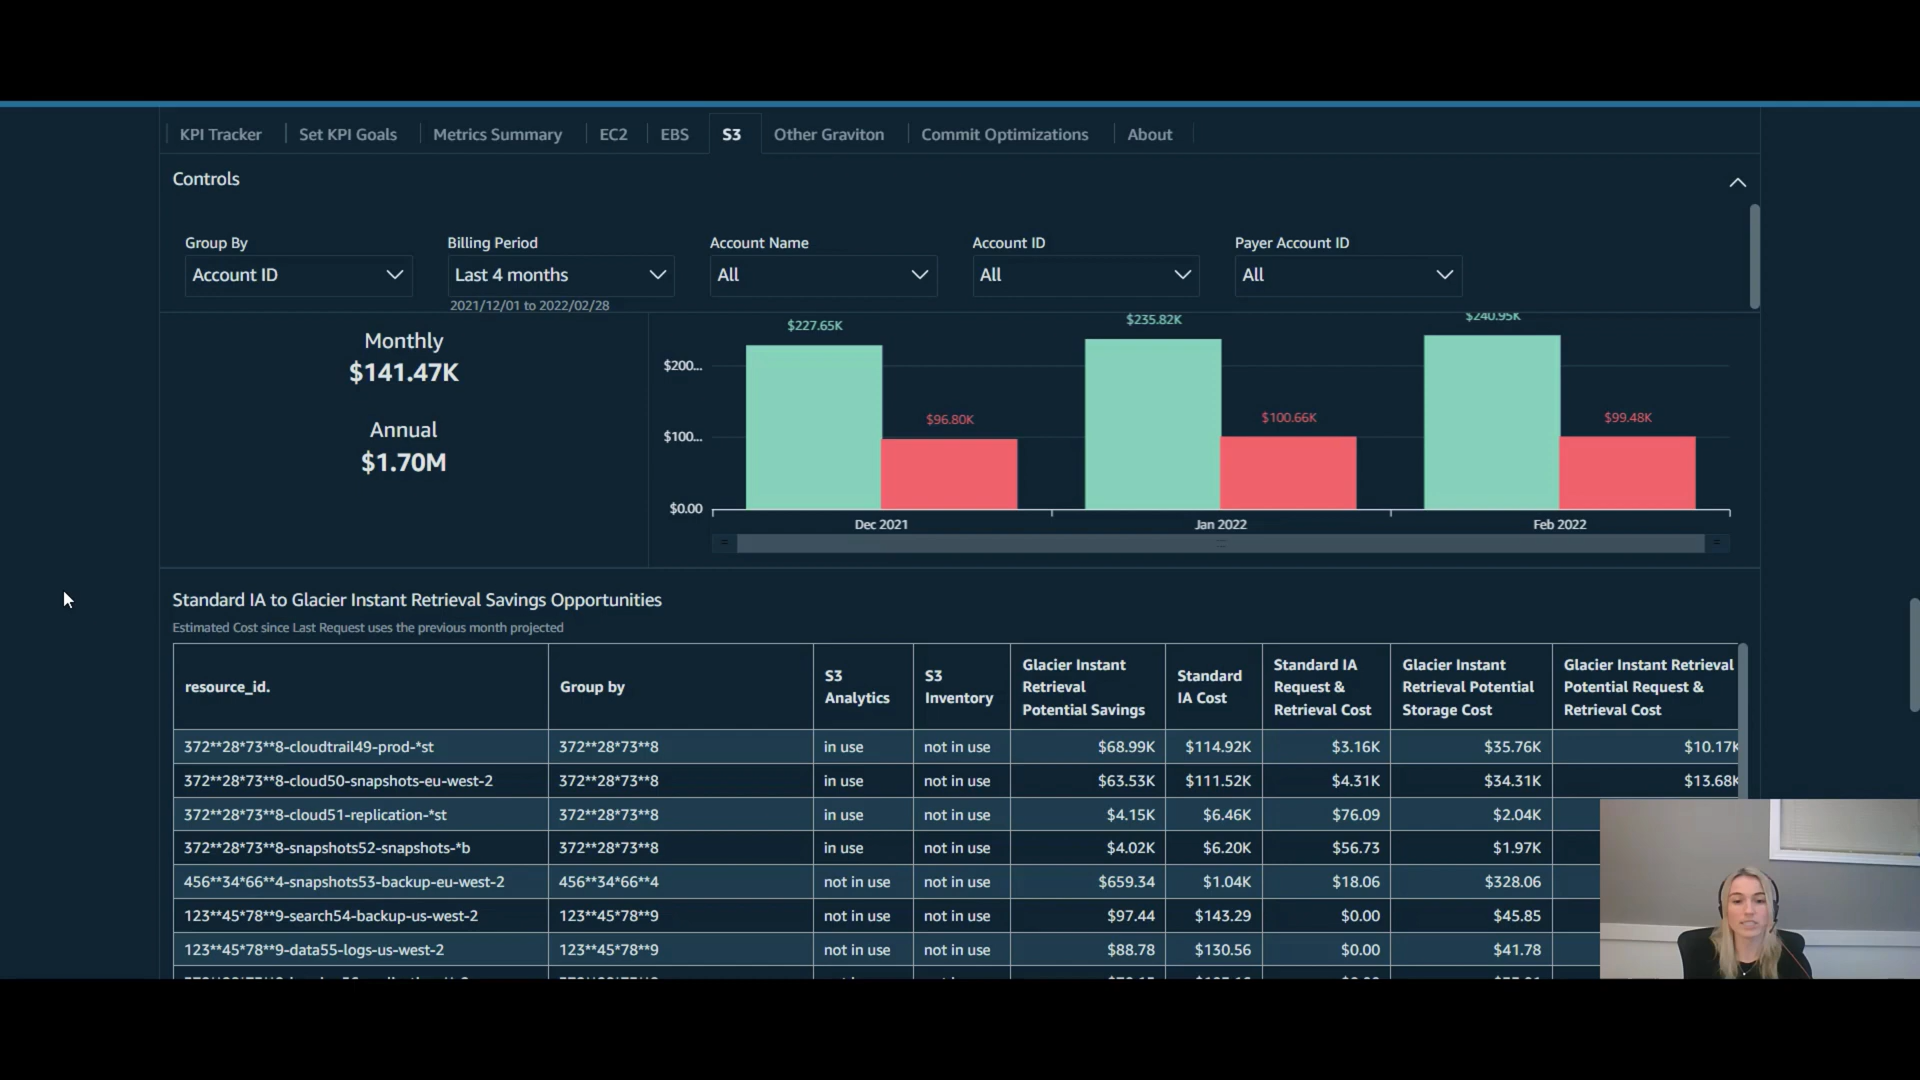 KPI Tracker Set KPI Goals Metrics Summary EC2 EBS S3 Other Graviton Commit Optimizations About
Controls
Group By Billing Period Account Name Account ID Payer Account ID
Account ID Last 4 months All All All
2021/12/01 to 2022/02/28
Monthly
$141.47K
Annual
$1.70M
$227.65K $235.82K $240.95K
$200...
$96.80K $100.66K $99.48K
$100...
$0.00
Dec 2021 Jan 2022 Feb 2022
Standard IA to Glacier Instant Retrieval Savings Opportunities
Estimated Cost since Last Request uses the previous month projected
resource_id. Group by S3 Analytics S3 Inventory Glacier Instant Retrieval Potential Savings Standard IA Cost Standard IA Request & Retrieval Cost Glacier Instant Retrieval Potential Storage Cost Glacier Instant Retrieval Potential Request & Retrieval Cost
372**28*73**8-cloudtrail49-prod-*st 372**28*73**8 in use not in use $68.99K $114.92K $3.16K $35.76K $10.17K
372**28*73**8-cloud50-snapshots-eu-west-2 372**28*73**8 in use not in use $63.53K $111.52K $4.31K $34.31K $13.68K
372**28*73**8-cloud51-replication-*st 372**28*73**8 in use not in use $4.15K $6.46K $76.09 $2.04K
372**28*73**8-snapshots52-snapshots-*b 372**28*73**8 in use not in use $4.02K $6.20K $56.73 $1.97K
456**34*66**4-snapshots53-backup-eu-west-2 456**34*66**4 not in use not in use $659.34 $1.04K $18.06 $328.06
123**45*78**9-search54-backup-us-west-2 123**45*78**9 not in use not in use $97.44 $143.29 $0.00 $45.85
123**45*78**9-data55-logs-us-west-2 123**45*78**9 not in use not in use $88.78 $130.56 $0.00 $41.78